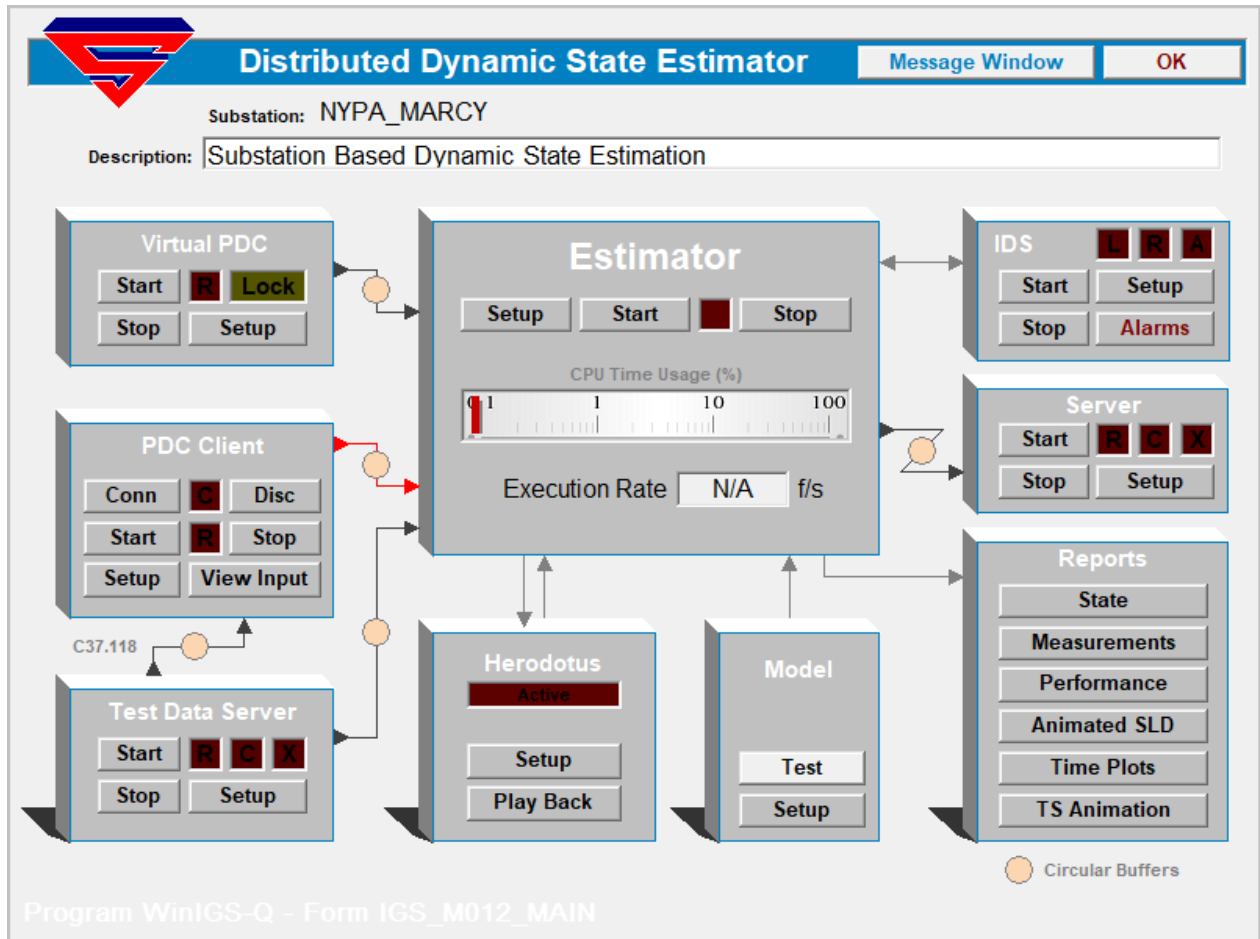 Distributed Dynamic State Estimator
Message Window
OK
Substation: NYPA_MARCY
Description: Substation Based Dynamic State Estimation
Virtual PDC
Start R Lock
Stop Setup
PDC Client
Conn C Disc
Start R Stop
Setup View Input
C37.118
Test Data Server
Start R C X
Stop Setup
Estimator
Setup Start Stop
CPU Time Usage (%)
0.1 1 10 100
Execution Rate N/A f/s
Herodotus
Active
Setup
Play Back
Model
Test
Setup
IDS L R A
Start Setup
Stop Alarms
Server
Start R C X
Stop Setup
Reports
State
Measurements
Performance
Animated SLD
Time Plots
TS Animation
Circular Buffers
Program WinIGS-Q - Form IGS_M012_MAIN